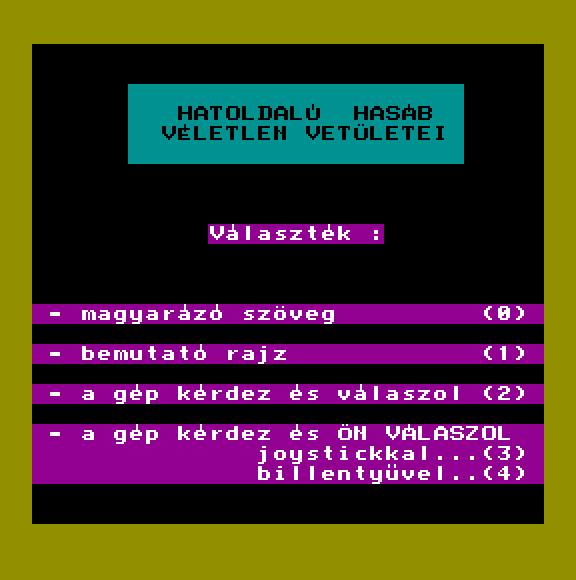 HATOLDALÚ HASÁB
VÉLETLEN VETÜLETEI
Választék :
- magyarázó szöveg (0)
- bemutató rajz (1)
- a gép kérdez és válaszol (2)
- a gép kérdez és ÖN VÁLASZOL
joystickkal...(3)
billentyüvel..(4)